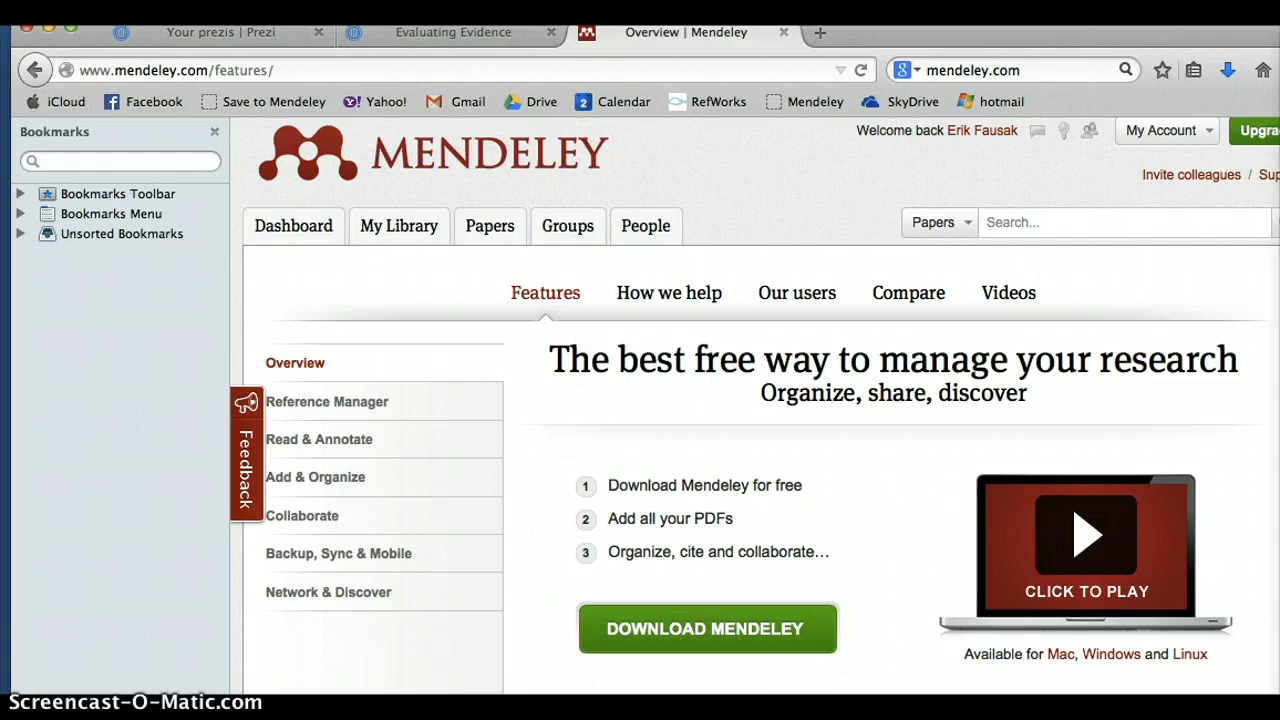 Your prezis | Prezi
Evaluating Evidence
Overview | Mendeley
www.mendeley.com/features/
mendeley.com
iCloud Facebook Save to Mendeley Yahoo! Gmail Drive 2 Calendar RefWorks Mendeley SkyDrive hotmail
Bookmarks
Bookmarks Toolbar
Bookmarks Menu
Unsorted Bookmarks
MENDELEY
Welcome back Erik Fausak
My Account
Upgra
Invite colleagues / Sup
Dashboard My Library Papers Groups People
Papers Search...
Features How we help Our users Compare Videos
Overview
Reference Manager
Read & Annotate
Add & Organize
Collaborate
Backup, Sync & Mobile
Network & Discover
Feedback
The best free way to manage your research
Organize, share, discover
1 Download Mendeley for free
2 Add all your PDFs
3 Organize, cite and collaborate...
DOWNLOAD MENDELEY
CLICK TO PLAY
Available for Mac, Windows and Linux
Screencast-O-Matic.com